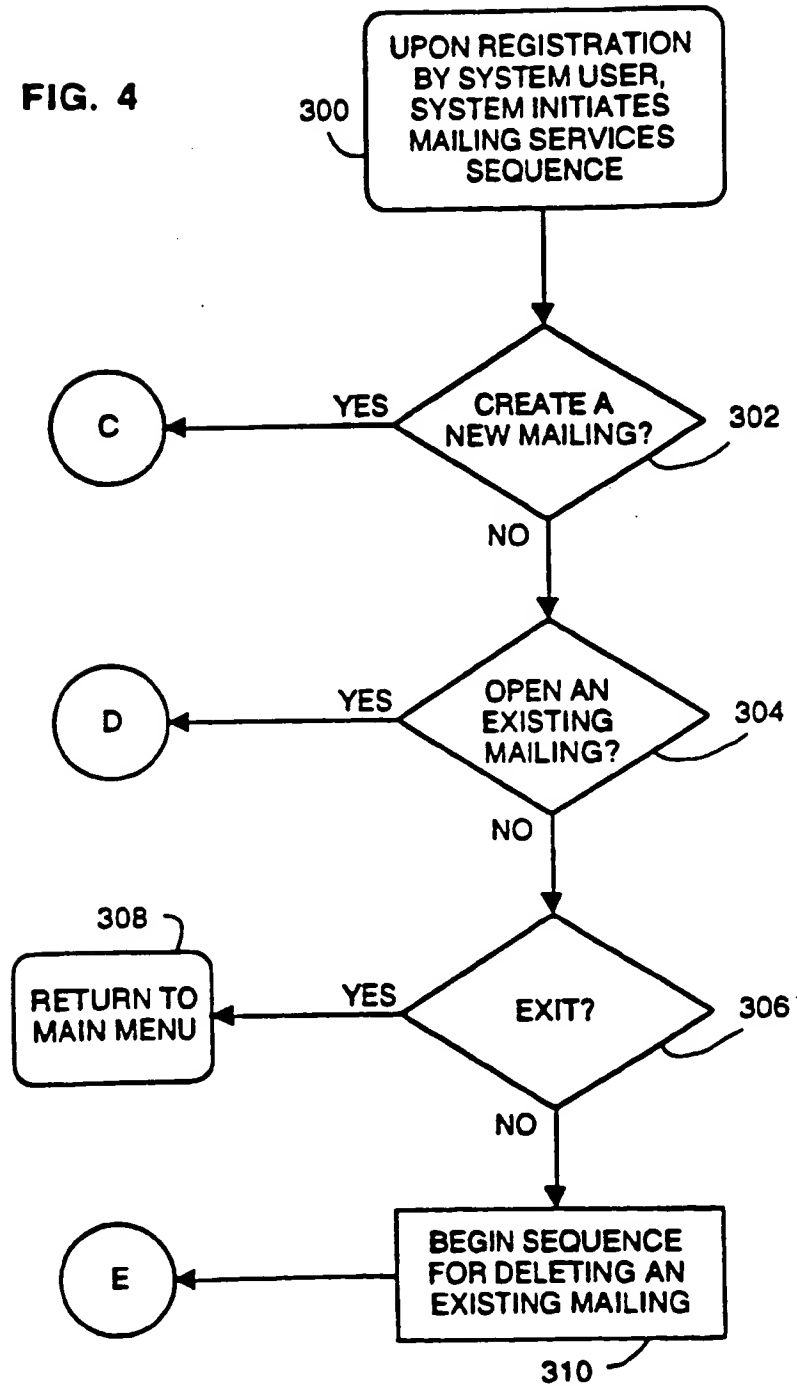 FIG. 4
300
UPON REGISTRATION
BY SYSTEM USER,
SYSTEM INITIATES
MAILING SERVICES
SEQUENCE
C
YES
CREATE A
NEW MAILING?
302
NO
D
YES
OPEN AN
EXISTING
MAILING?
304
NO
308
RETURN TO
MAIN MENU
YES
EXIT?
306
NO
E
BEGIN SEQUENCE
FOR DELETING AN
EXISTING MAILING
310